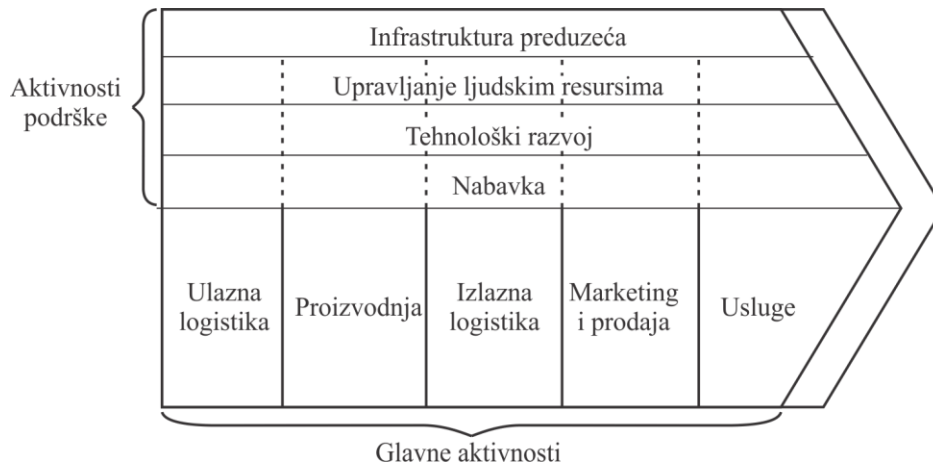 Infrastruktura preduzeća
Aktivnosti
podrške
Upravljanje ljudskim resursima
Tehnološki razvoj
Nabavka
Ulazna
logistika
Proizvodnja
Izlazna
logistika
Marketing
i prodaja
Usluge
Glavne aktivnosti